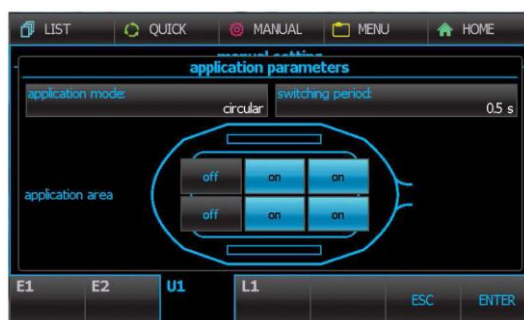 LIST QUICK MANUAL MENU HOME
manual setting
application parameters
application mode: switching period:
circular 0.5 s
off on on
application area
off on on
E1 E2 U1 L1
ESC ENTER